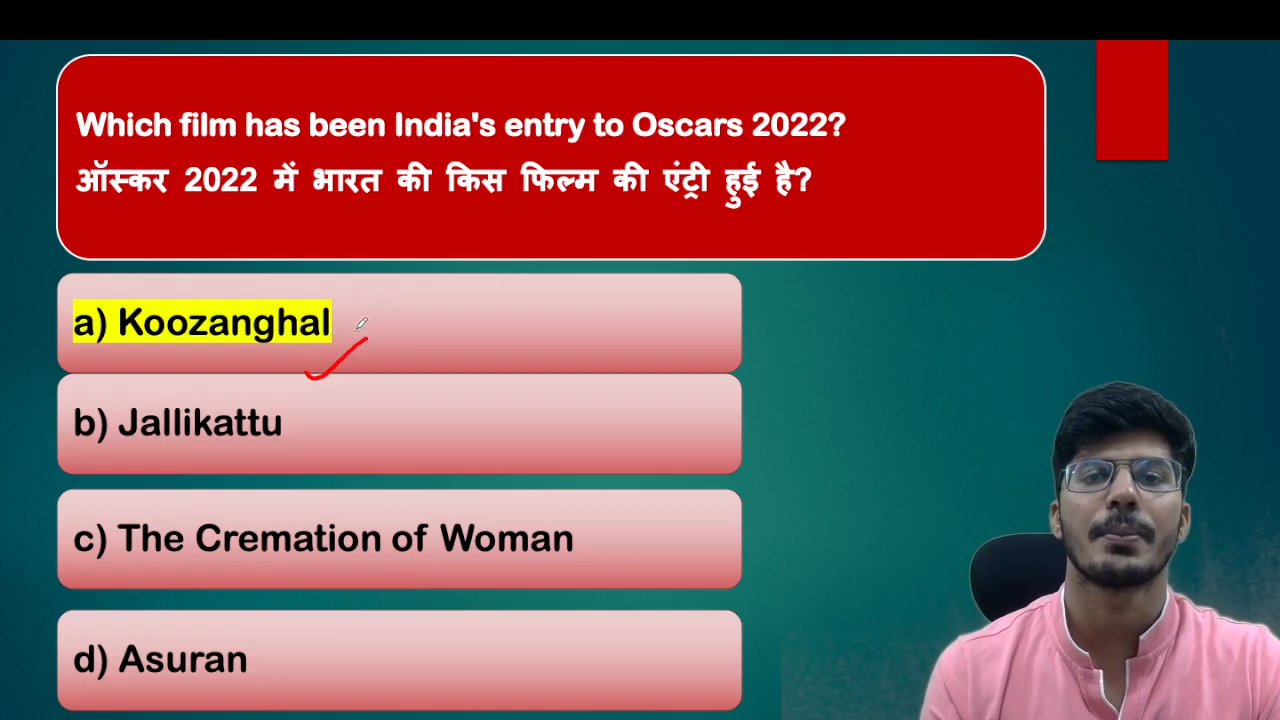 Which film has been India's entry to Oscars 2022?
ऑस्कर 2022 में भारत की किस फिल्म की एंट्री हुई है?
a) Koozanghal
b) Jallikattu
c) The Cremation of Woman
d) Asuran